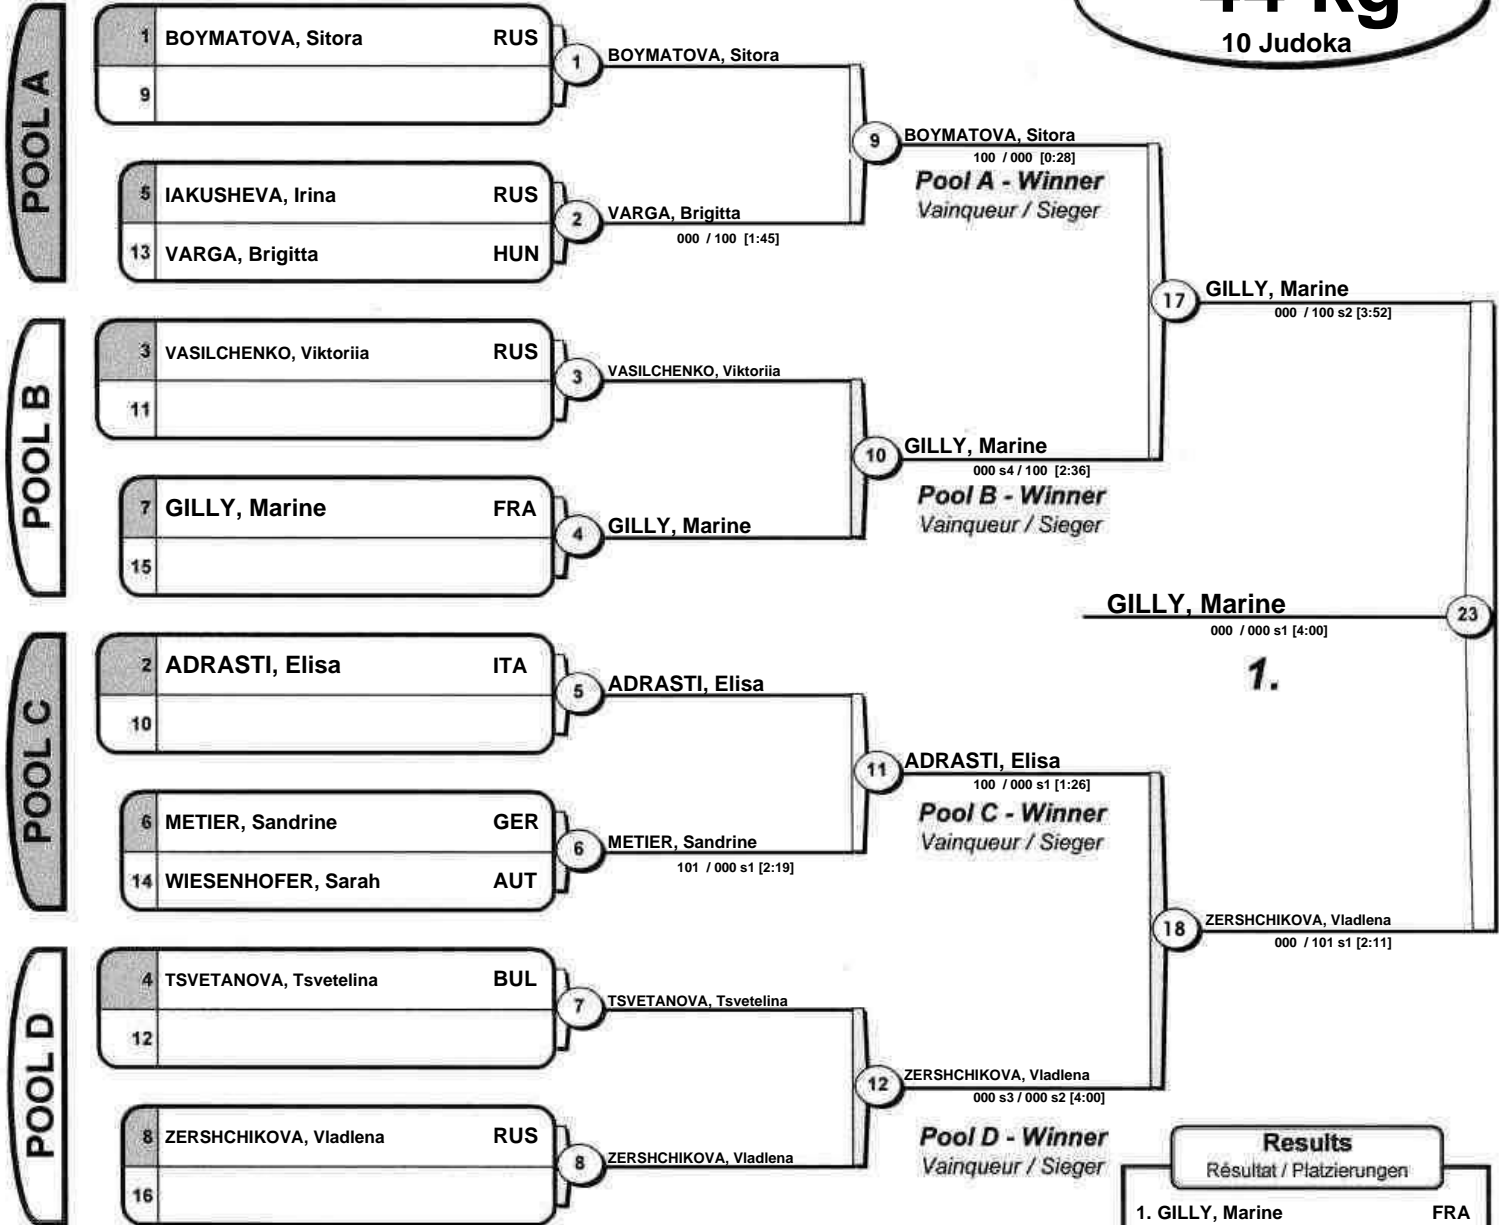 44 kg
10 Judoka
POOL A
1 BOYMATOVA, Sitora RUS
9
5 IAKUSHEVA, Irina RUS
13 VARGA, Brigitta HUN
1 BOYMATOVA, Sitora
2 VARGA, Brigitta
000 / 100 [1:45]
9 BOYMATOVA, Sitora
100 / 000 [0:28]
Pool A - Winner
Vainqueur / Sieger
POOL B
3 VASILCHENKO, Viktoriia RUS
11
7 GILLY, Marine FRA
15
3 VASILCHENKO, Viktoriia
4 GILLY, Marine
10 GILLY, Marine
000 s4 / 100 [2:36]
Pool B - Winner
Vainqueur / Sieger
17 GILLY, Marine
000 / 100 s2 [3:52]
GILLY, Marine 23
000 / 000 s1 [4:00]
1.
POOL C
2 ADRASTI, Elisa ITA
10
6 METIER, Sandrine GER
14 WIESENHOFER, Sarah AUT
5 ADRASTI, Elisa
6 METIER, Sandrine
101 / 000 s1 [2:19]
11 ADRASTI, Elisa
100 / 000 s1 [1:26]
Pool C - Winner
Vainqueur / Sieger
18 ZERSHCHIKOVA, Vladlena
000 / 101 s1 [2:11]
POOL D
4 TSVETANOVA, Tsvetelina BUL
12
8 ZERSHCHIKOVA, Vladlena RUS
16
7 TSVETANOVA, Tsvetelina
8 ZERSHCHIKOVA, Vladlena
12 ZERSHCHIKOVA, Vladlena
000 s3 / 000 s2 [4:00]
Pool D - Winner
Vainqueur / Sieger
Results
Résultat / Platzierungen
1. GILLY, Marine FRA